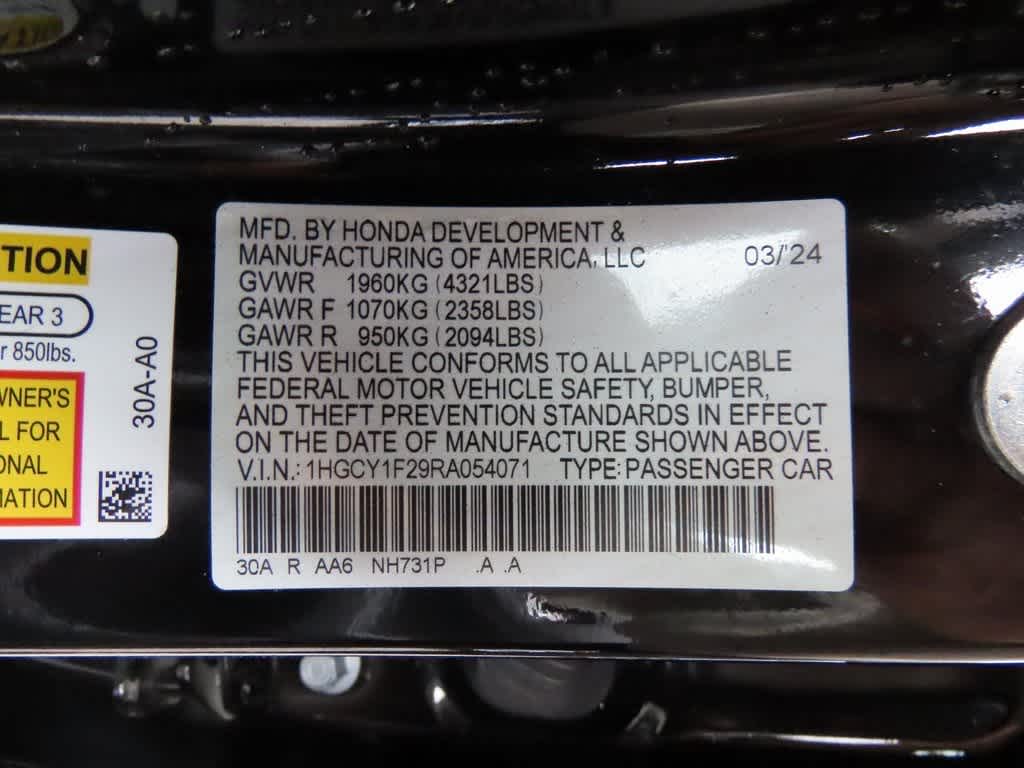 MFD. BY HONDA DEVELOPMENT &
MANUFACTURING OF AMERICA, LLC 03/'24
GVWR 1960KG (4321LBS)
GAWR F 1070KG (2358LBS)
GAWR R 950KG (2094LBS)
THIS VEHICLE CONFORMS TO ALL APPLICABLE
FEDERAL MOTOR VEHICLE SAFETY, BUMPER,
AND THEFT PREVENTION STANDARDS IN EFFECT
ON THE DATE OF MANUFACTURE SHOWN ABOVE.
V.I.N.: 1HGCY1F29RA054071 TYPE: PASSENGER CAR
30A R AA6 NH731P .A .A
TION
EAR 3
r 850lbs.
WNER'S
L FOR
ONAL
MATION
30A-A0